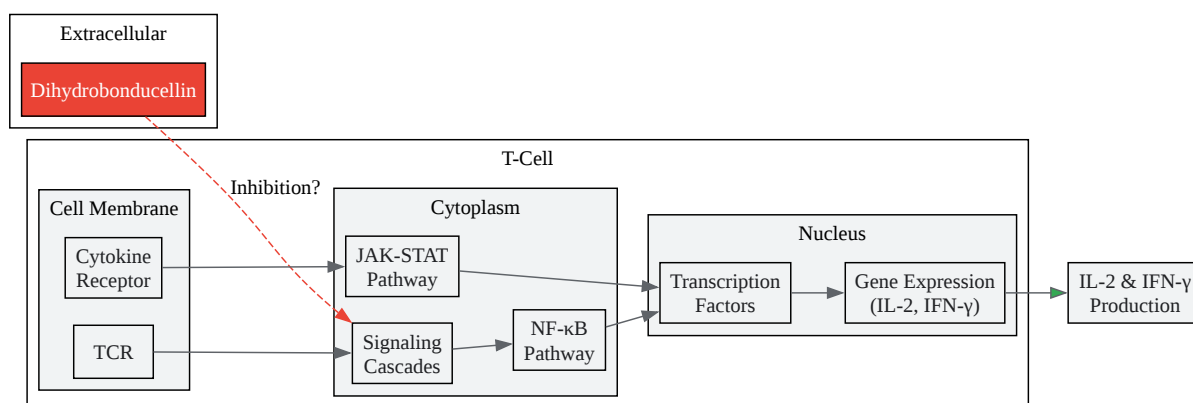 Extracellular
Dihydrobonducellin
T-Cell
Inhibition?
Cell Membrane
Cytokine
Receptor
TCR
Cytoplasm
JAK-STAT
Pathway
Signaling
Cascades
NF-κB
Pathway
Nucleus
Transcription
Factors
Gene Expression
(IL-2, IFN-γ)
IL-2 & IFN-γ
Production